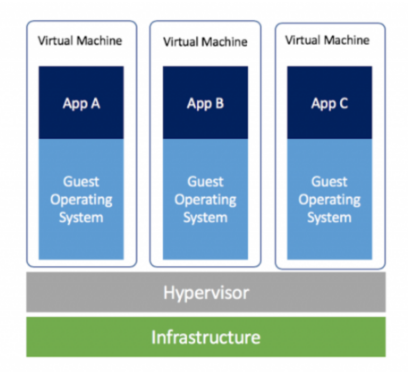 Virtual Machine
Virtual Machine
Virtual Machine
App A
App B
App C
Guest
Operating
System
Guest
Operating
System
Guest
Operating
System
Hypervisor
Infrastructure